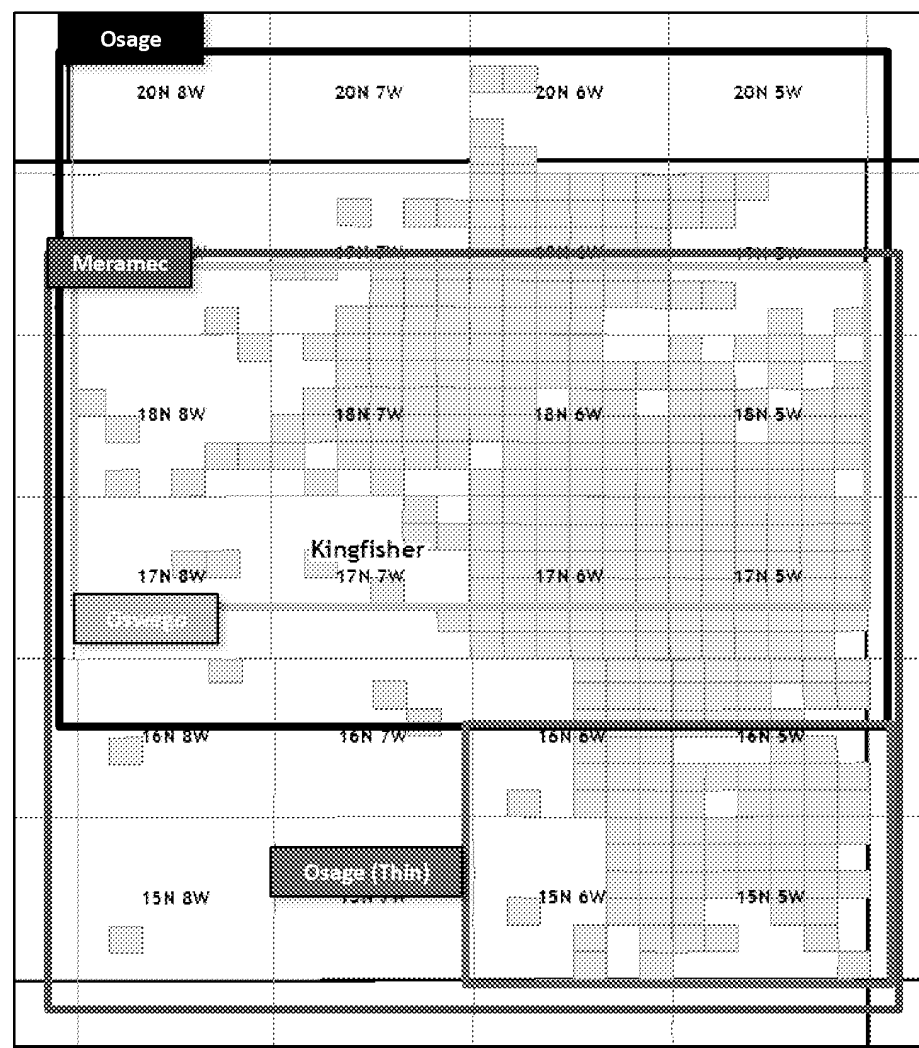 Osage
20N 8W 20N 7W 20N 6W 20N 5W
Meramec
18N 8W 18N 7W 18N 6W 18N 5W
Kingfisher
17N 8W 17N 7W 17N 6W 17N 5W
16N 8W 16N 7W 16N 6W 16N 5W
Osage (Thin)
15N 8W 15N 6W 15N 5W